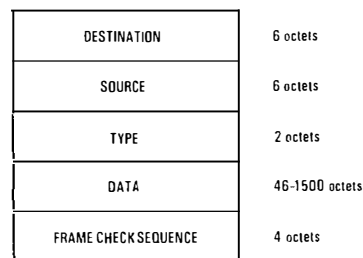 DESTINATION 6 octets
SOURCE 6 octets
TYPE 2 octets
DATA 46-1500 octets
FRAME CHECK SEQUENCE 4 octets